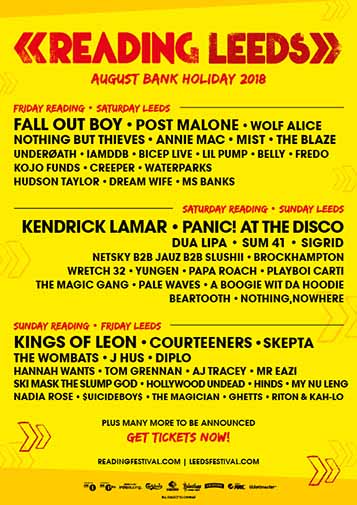 READING LEEDS
AUGUST BANK HOLIDAY 2018
FRIDAY READING • SATURDAY LEEDS
FALL OUT BOY • POST MALONE • WOLF ALICE
NOTHING BUT THIEVES • ANNIE MAC • MIST • THE BLAZE
UNDERØATH • IAMDDB • BICEP LIVE • LIL PUMP • BELLY • FREDO
KOJO FUNDS • CREEPER • WATERPARKS
HUDSON TAYLOR • DREAM WIFE • MS BANKS
SATURDAY READING • SUNDAY LEEDS
KENDRICK LAMAR • PANIC! AT THE DISCO
DUA LIPA • SUM 41 • SIGRID
NETSKY B2B JAUZ B2B SLUSHII • BROCKHAMPTON
WRETCH 32 • YUNGEN • PAPA ROACH • PLAYBOI CARTI
THE MAGIC GANG • PALE WAVES • A BOOGIE WIT DA HOODIE
BEARTOOTH • NOTHING,NOWHERE
SUNDAY READING • FRIDAY LEEDS
KINGS OF LEON • COURTEENERS • SKEPTA
THE WOMBATS • J HUS • DIPLO
HANNAH WANTS • TOM GRENNAN • AJ TRACEY • MR EAZI
SKI MASK THE SLUMP GOD • HOLLYWOOD UNDEAD • HINDS • MY NU LENG
NADIA ROSE • $UICIDEBOY$ • THE MAGICIAN • GHETTS • RITON & KAH-LO
PLUS MANY MORE TO BE ANNOUNCED
GET TICKETS NOW!
READINGFESTIVAL.COM | LEEDSFESTIVAL.COM